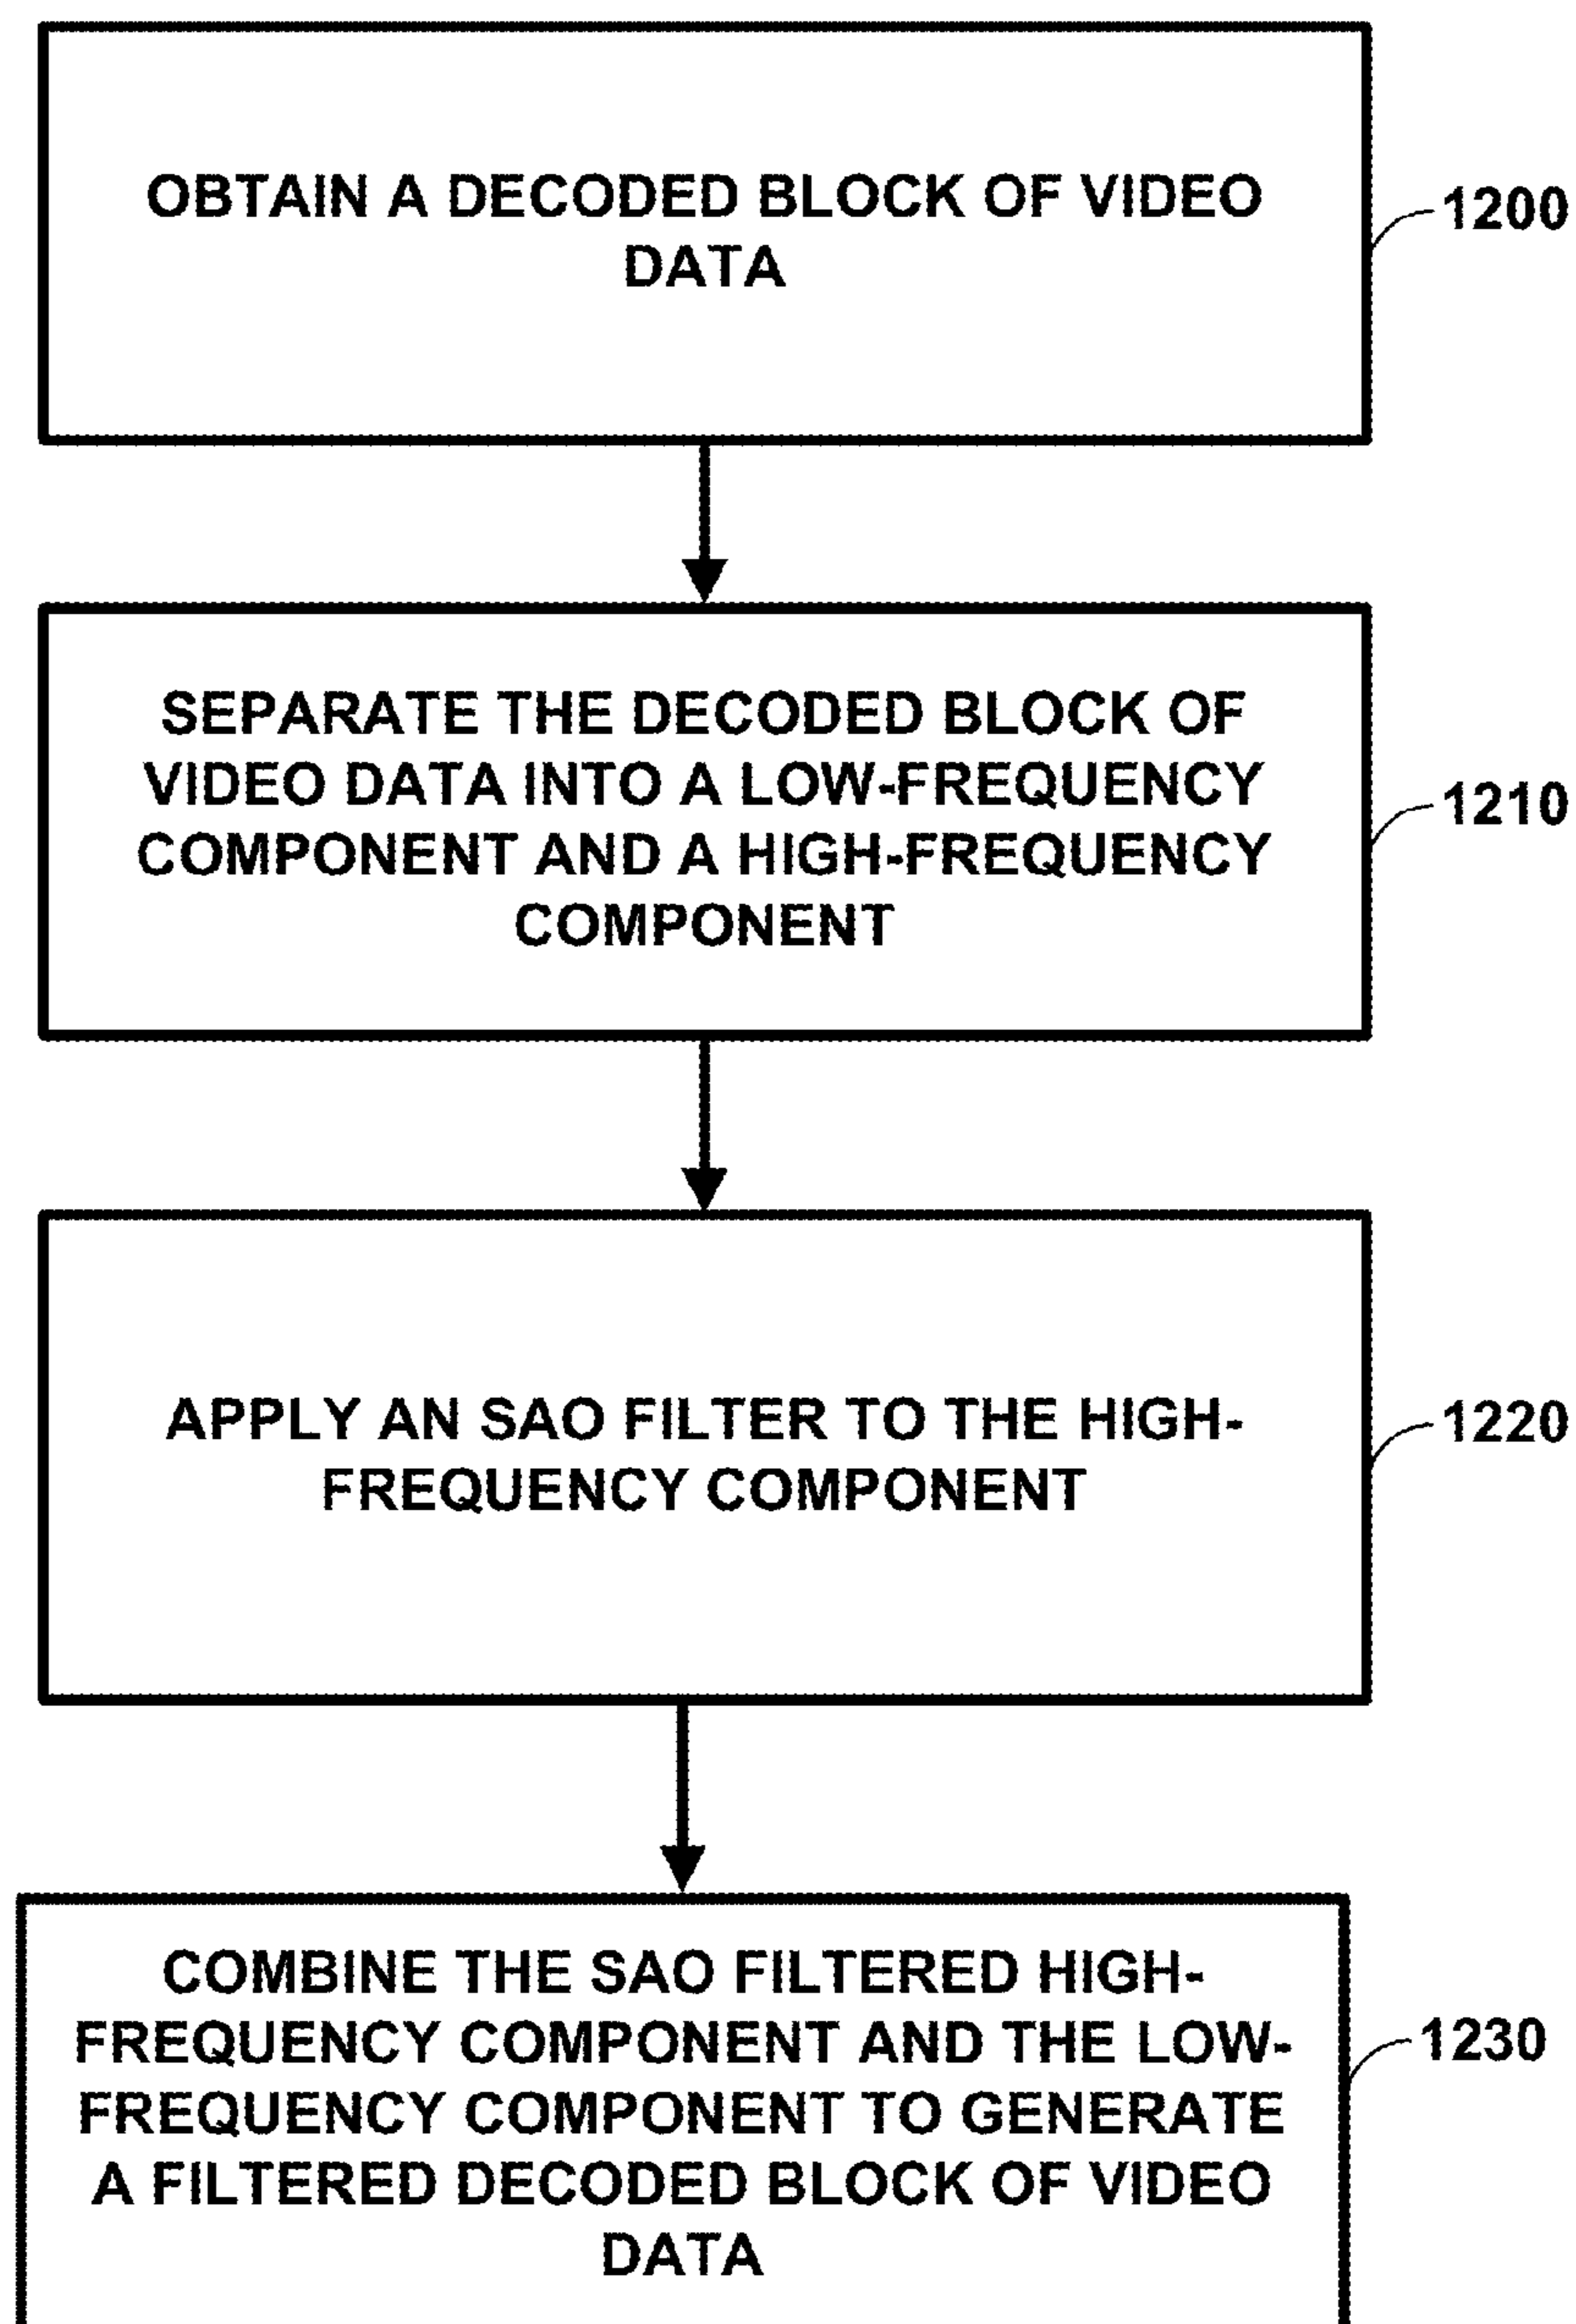 OBTAIN A DECODED BLOCK OF VIDEO
DATA
1200
SEPARATE THE DECODED BLOCK OF
VIDEO DATA INTO A LOW-FREQUENCY
COMPONENT AND A HIGH-FREQUENCY
COMPONENT
1210
APPLY AN SAO FILTER TO THE HIGH-
FREQUENCY COMPONENT
1220
COMBINE THE SAO FILTERED HIGH-
FREQUENCY COMPONENT AND THE LOW-
FREQUENCY COMPONENT TO GENERATE
A FILTERED DECODED BLOCK OF VIDEO
DATA
1230